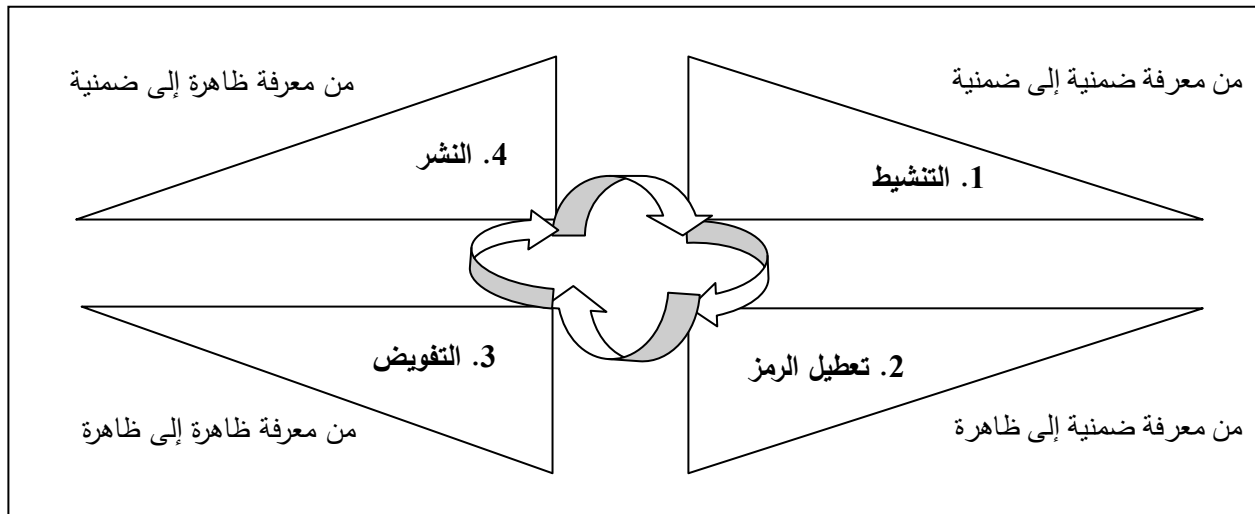 من معرفة ضمنية إلى ضمنية
من معرفة ظاهرة إلى ضمنية
1. التنشيط
4. النشر
2. تعطيل الرمز
3. التفويض
من معرفة ضمنية إلى ظاهرة
من معرفة ظاهرة إلى ظاهرة